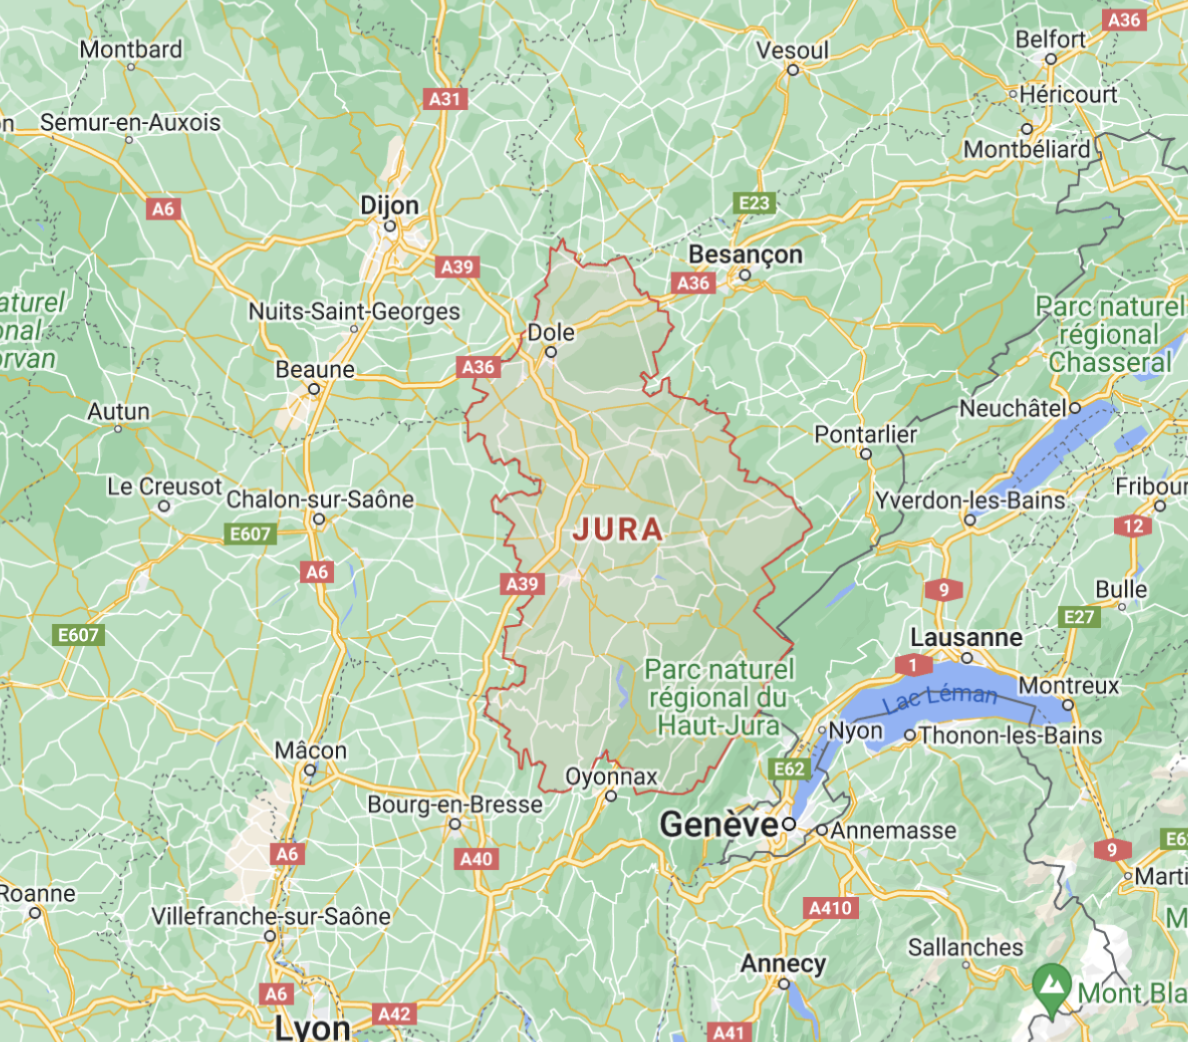 A36
Montbard
Vesoul
Belfort
A31
Héricourt
on
Semur-en-Auxois
Montbéliard
A6
Dijon
E23
Besançon
A39
A36
Nuits-Saint-Georges
aturel
onal
orvan
Parc naturel
régional
Chasseral
Dole
A36
Beaune
Autun
Neuchâtel
Pontarlier
Le Creusot
Chalon-sur-Saône
Yverdon-les-Bains
Fribour
E607
JURA
12
A6
A39
9
Bulle
E27
E607
Lausanne
1
Parc naturel
régional du
Haut-Jura
Lac Léman
Montreux
Nyon
Thonon-les-Bains
Mâcon
E62
Oyonnax
Bourg-en-Bresse
Genève
Annemasse
E62
A6
A40
9
Marti
Roanne
A410
M
Villefranche-sur-Saône
Sallanches
Annecy
A6
Mont Bla
A42
Lyon
A41